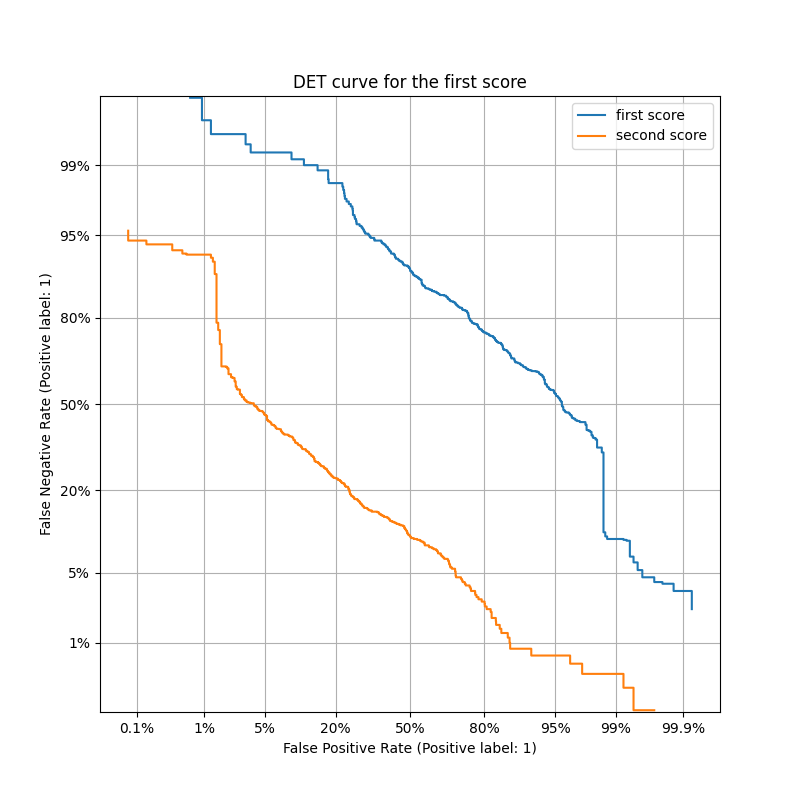 DET curve for the first score
first score
second score
False Negative Rate (Positive label: 1)
99%
95%
80%
50%
20%
5%
1%
0.1% 1% 5% 20% 50% 80% 95% 99% 99.9%
False Positive Rate (Positive label: 1)